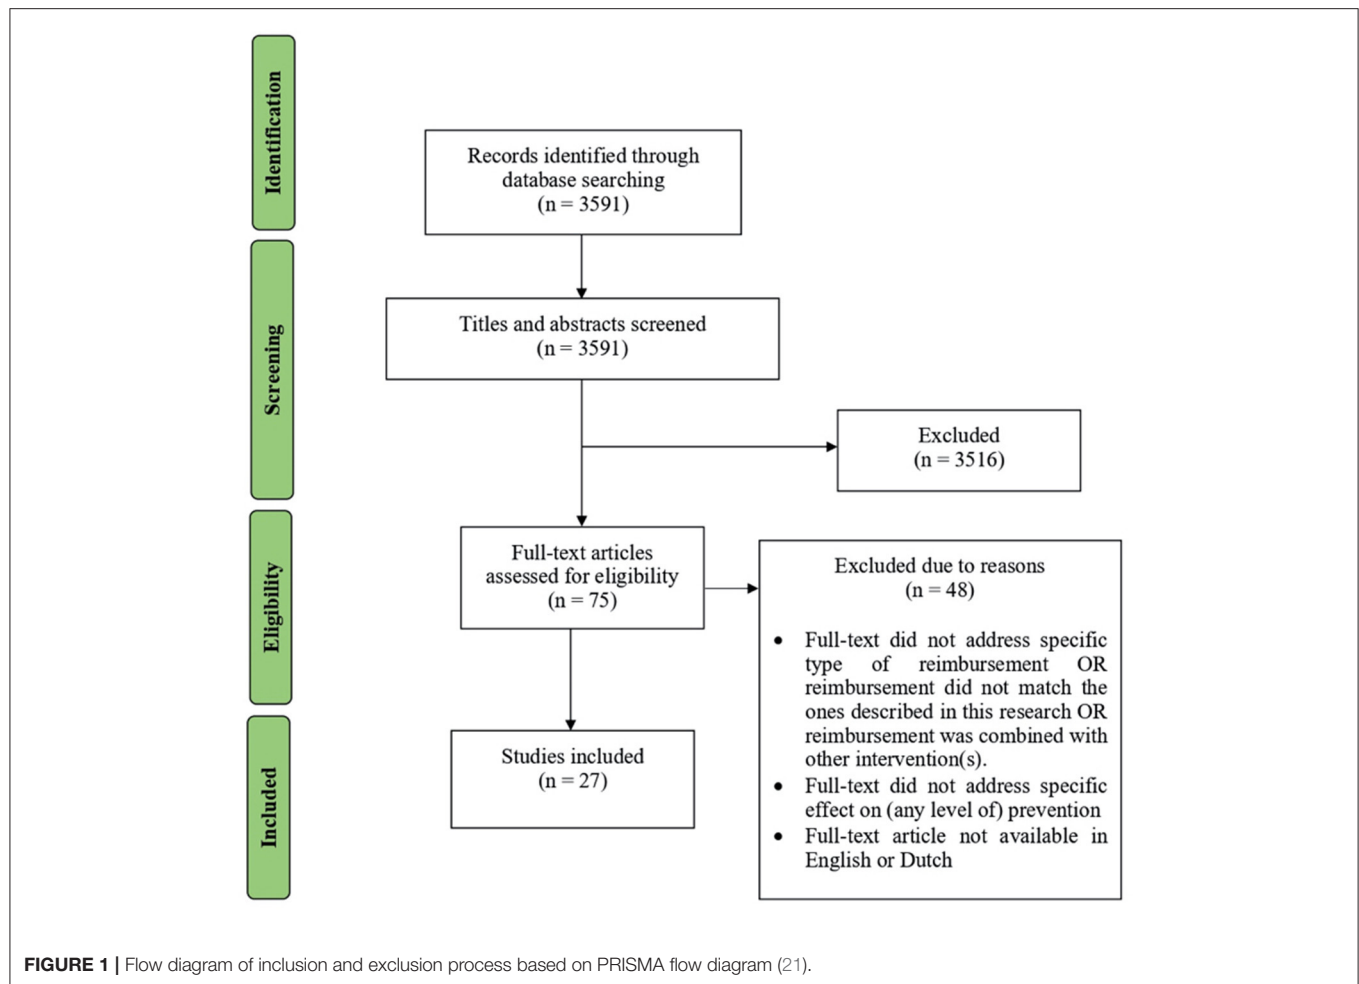 Identification
Records identified through
database searching
(n = 3591)
Screening
Titles and abstracts screened
(n = 3591)
Excluded
(n = 3516)
Eligibility
Full-text articles
assessed for eligibility
(n = 75)
Excluded due to reasons
(n = 48)
• Full-text did not address specific
type of reimbursement OR
reimbursement did not match the
ones described in this research OR
reimbursement was combined with
other intervention(s).
• Full-text did not address specific
effect on (any level of) prevention
• Full-text article not available in
English or Dutch
Included
Studies included
(n = 27)
FIGURE 1 | Flow diagram of inclusion and exclusion process based on PRISMA flow diagram (21).